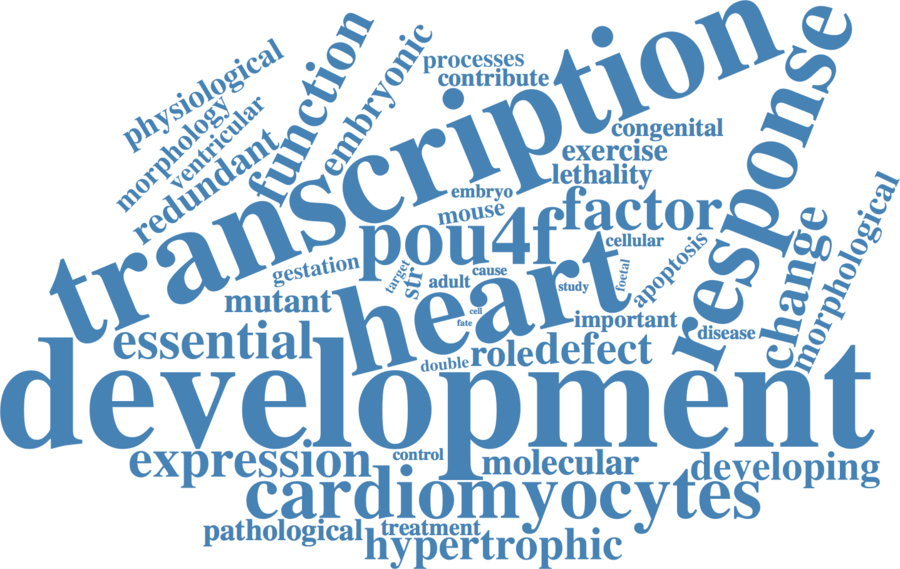 physiological
morphology
ventricular
redundant
function
embryonic
processes
contribute
transcription
response
congenital
exercise
lethality
embryo
mouse
factor
pou4f
cellular
change
morphological
gestation
target
str
adult
cause
study
foetal
apoptosis
mutant
heart
cell
fate
important
disease
essential
double
role
defect
development
expression
control
molecular
developing
cardiomyocytes
pathological
treatment
hypertrophic